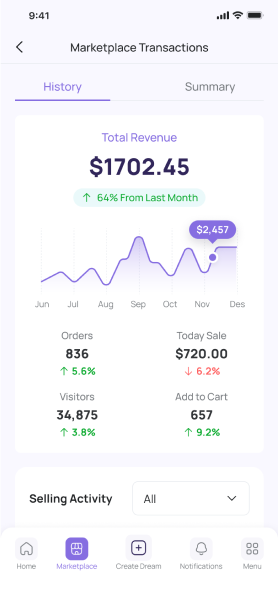 9:41
Marketplace Transactions
History Summary
Total Revenue
$1702.45
↑ 64% From Last Month
$2,457
Jun Jul Aug Sep Oct Nov Des
Orders Today Sale
836 $720.00
↑ 5.6% ↓ 6.2%
Visitors Add to Cart
34,875 657
↑ 3.8% ↑ 9.2%
Selling Activity All
Home Marketplace Create Dream Notifications Menu